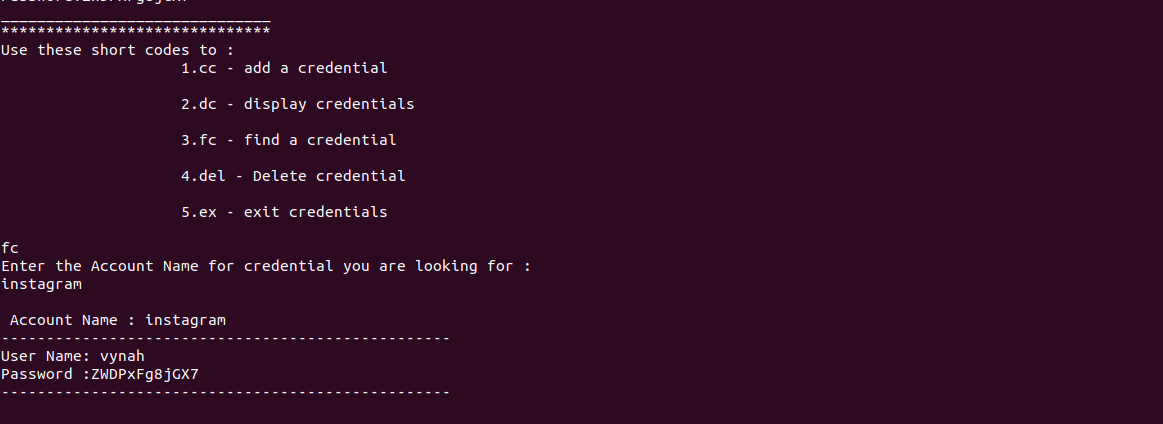 ______________________________
******************************
Use these short codes to :
1.cc - add a credential
2.dc - display credentials
3.fc - find a credential
4.del - Delete credential
5.ex - exit credentials
fc
Enter the Account Name for credential you are looking for :
instagram
Account Name : instagram
--------------------------------------------------
User Name: vynah
Password :ZWDPxFg8jGX7
--------------------------------------------------